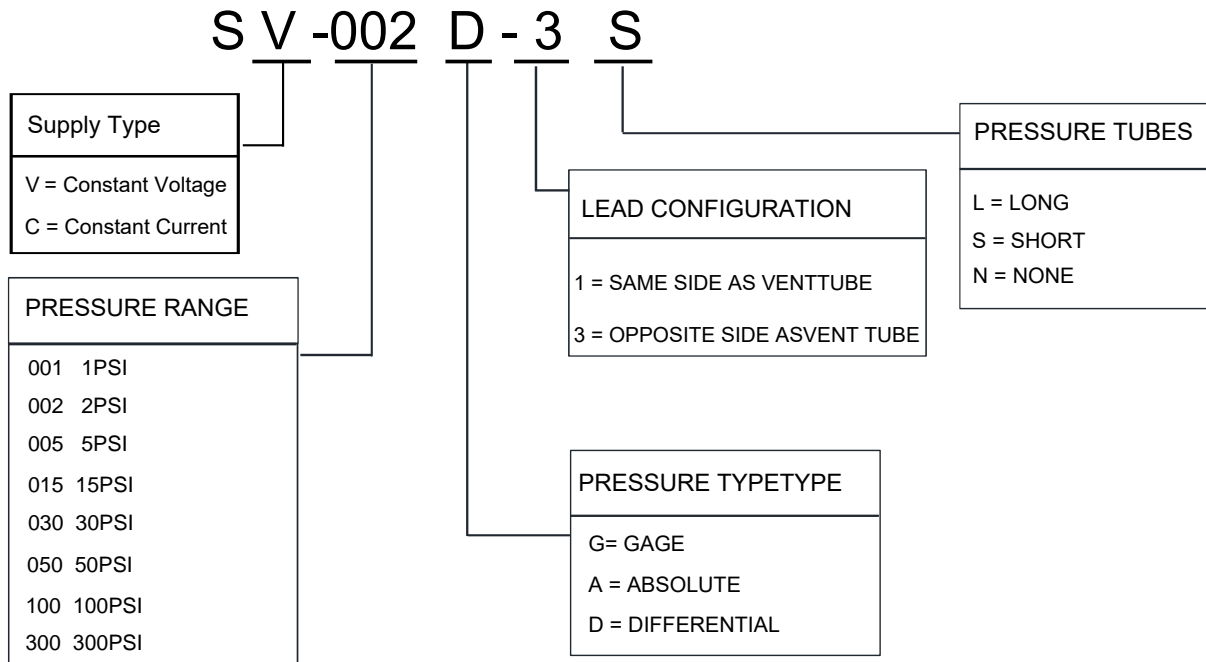 S V -002 D - 3 S
Supply Type
V = Constant Voltage
C = Constant Current
PRESSURE RANGE
001 1PSI
002 2PSI
005 5PSI
015 15PSI
030 30PSI
050 50PSI
100 100PSI
300 300PSI
LEAD CONFIGURATION
1 = SAME SIDE AS VENTTUBE
3 = OPPOSITE SIDE ASVENT TUBE
PRESSURE TYPETYPE
G= GAGE
A = ABSOLUTE
D = DIFFERENTIAL
PRESSURE TUBES
L = LONG
S = SHORT
N = NONE